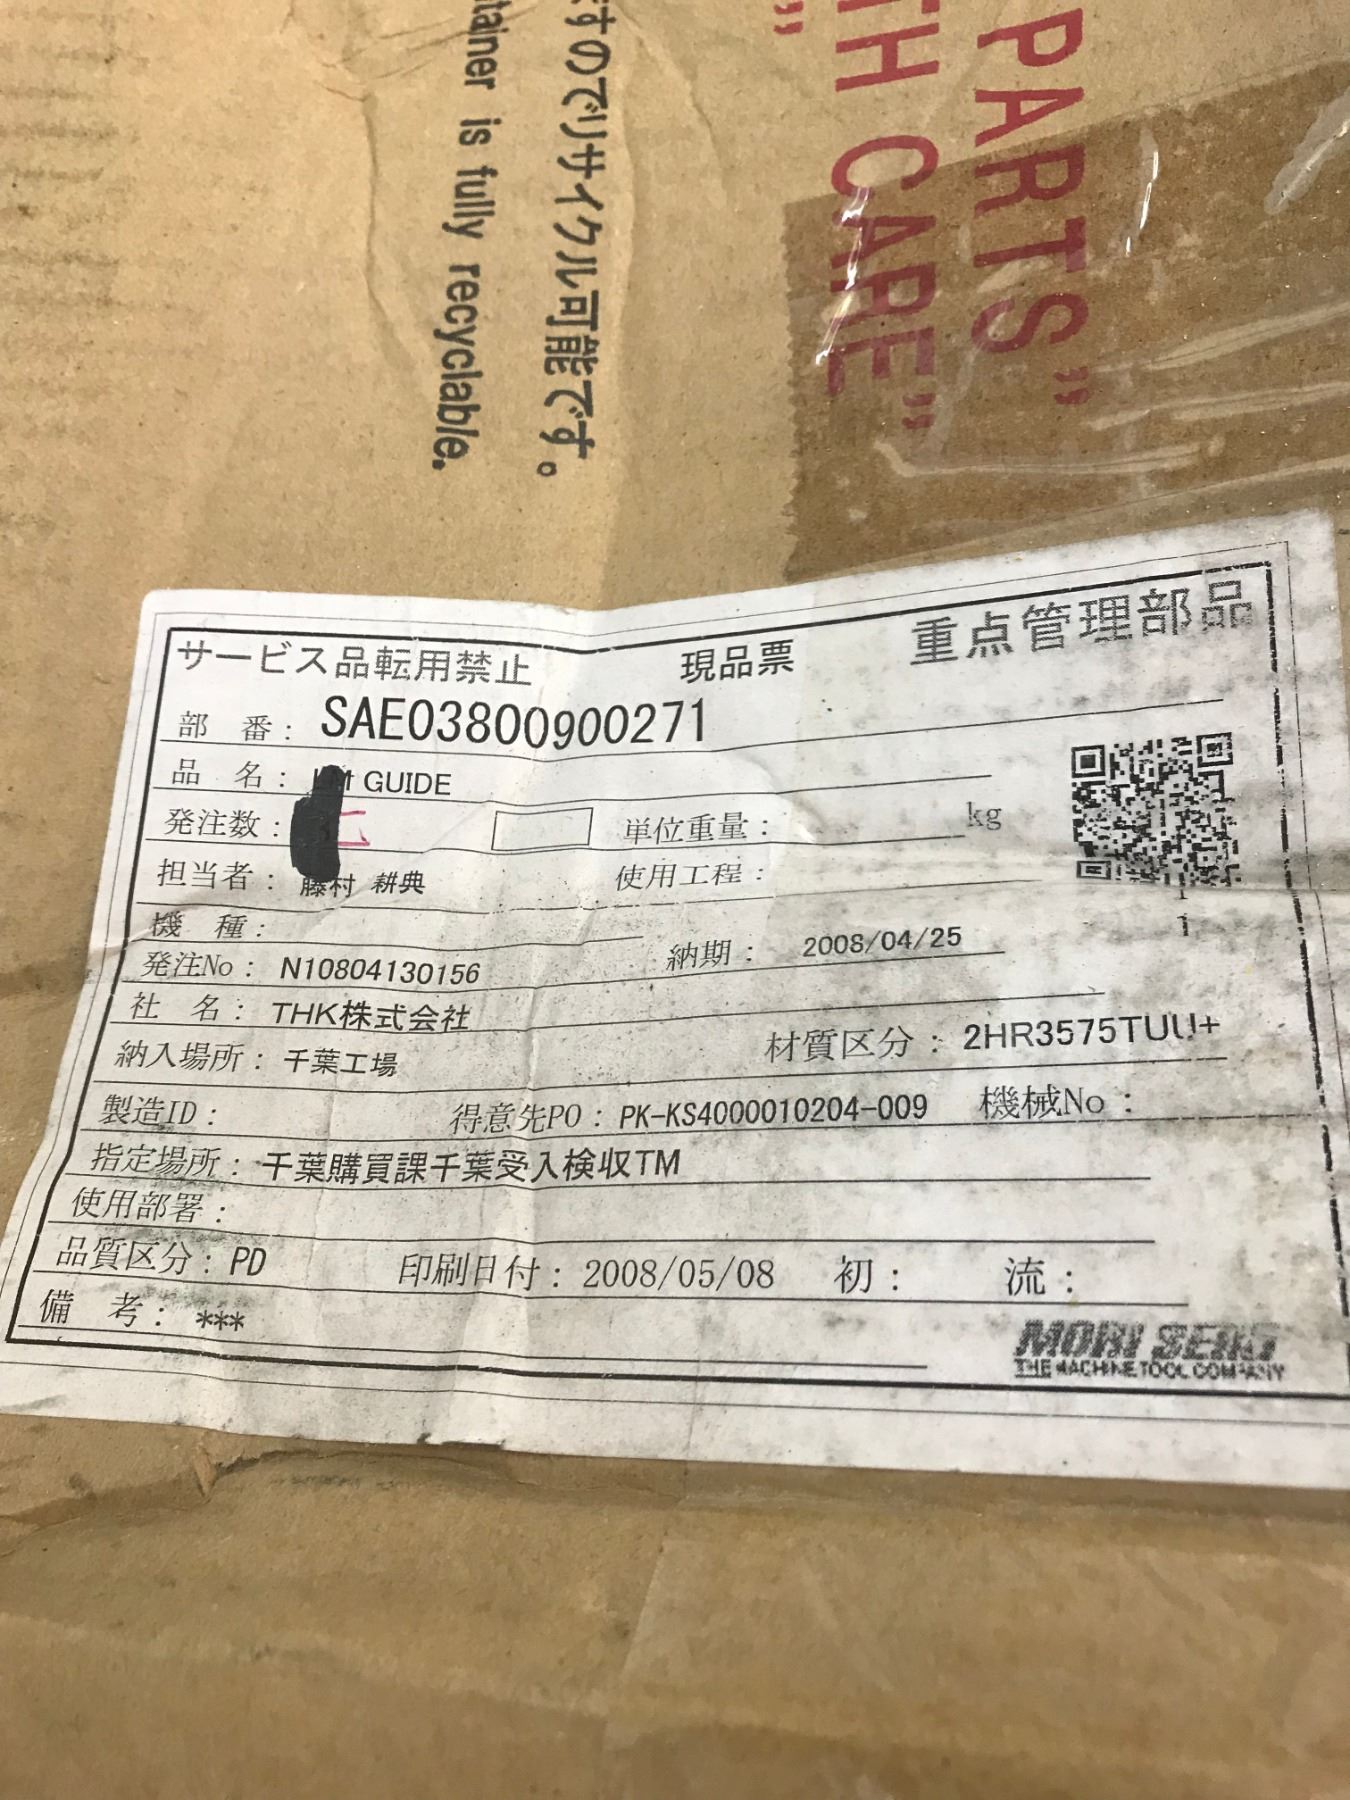 PARTS"
TH CARE"
"
ですのでリサイクル可能です。
tainer is fully recyclable.
サービス品転用禁止 現品票 重点管理部品
部 番: SAE03800900271
品 名: GUIDE
発注数: 1 単位重量: kg
担当者: 藤村 耕典 使用工程:
機 種:
発注No: N10804130156 納期: 2008/04/25
社 名: THK株式会社
納入場所: 千葉工場 材質区分: 2HR3575TUU+
製造ID: 得意先PO: PK-KS4000010204-009 機械No:
指定場所: 千葉購買課千葉受入検収TM
使用部署:
品質区分: PD 印刷日付: 2008/05/08 初: 流:
備 考: ***
MORI SEIKI
THE MACHINE TOOL COMPANY